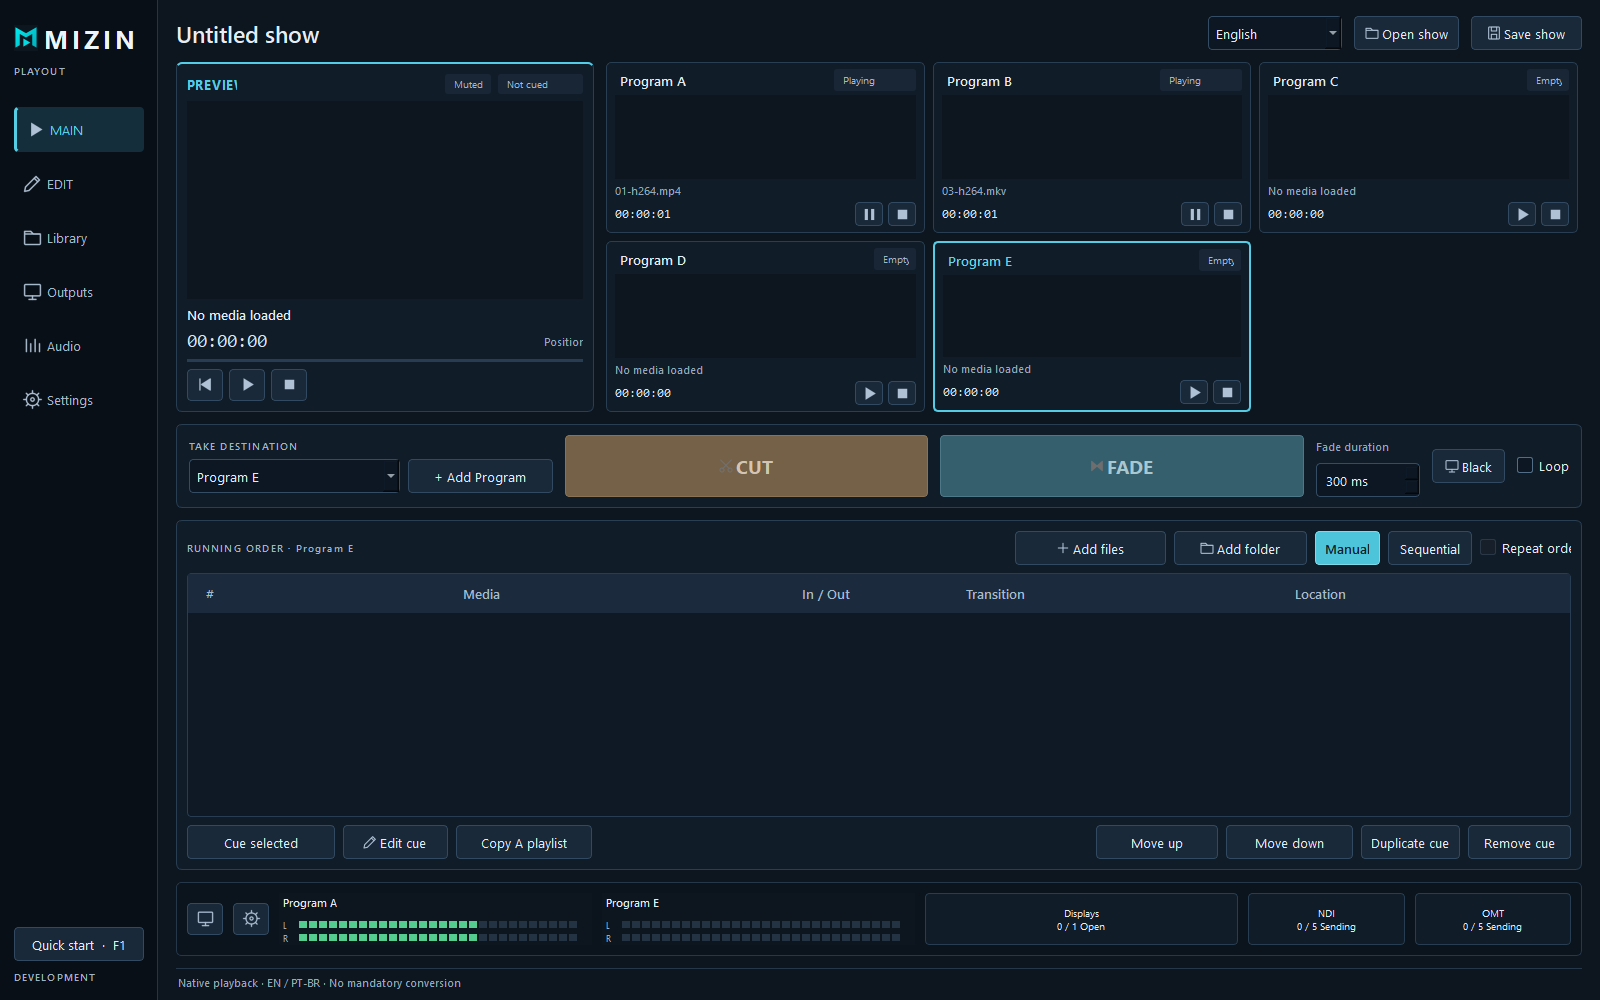 MIZIN
PLAYOUT
MAIN
EDIT
Library
Outputs
Audio
Settings
Quick start · F1
DEVELOPMENT
Untitled show
English
Open show
Save show
PREVIEW
Muted
Not cued
No media loaded
00:00:00
Position
Program A
Playing
01-h264.mp4
00:00:01
Program B
Playing
03-h264.mkv
00:00:01
Program C
Empty
No media loaded
00:00:00
Program D
Empty
No media loaded
00:00:00
Program E
Empty
No media loaded
00:00:00
TAKE DESTINATION
Program E
+ Add Program
CUT
FADE
Fade duration
300 ms
Black
Loop
RUNNING ORDER · Program E
+ Add files
Add folder
Manual
Sequential
Repeat orde
# Media In / Out Transition Location
Cue selected
Edit cue
Copy A playlist
Move up
Move down
Duplicate cue
Remove cue
Program A
L
R
Program E
L
R
Displays
0 / 1 Open
NDI
0 / 5 Sending
OMT
0 / 5 Sending
Native playback · EN / PT-BR · No mandatory conversion